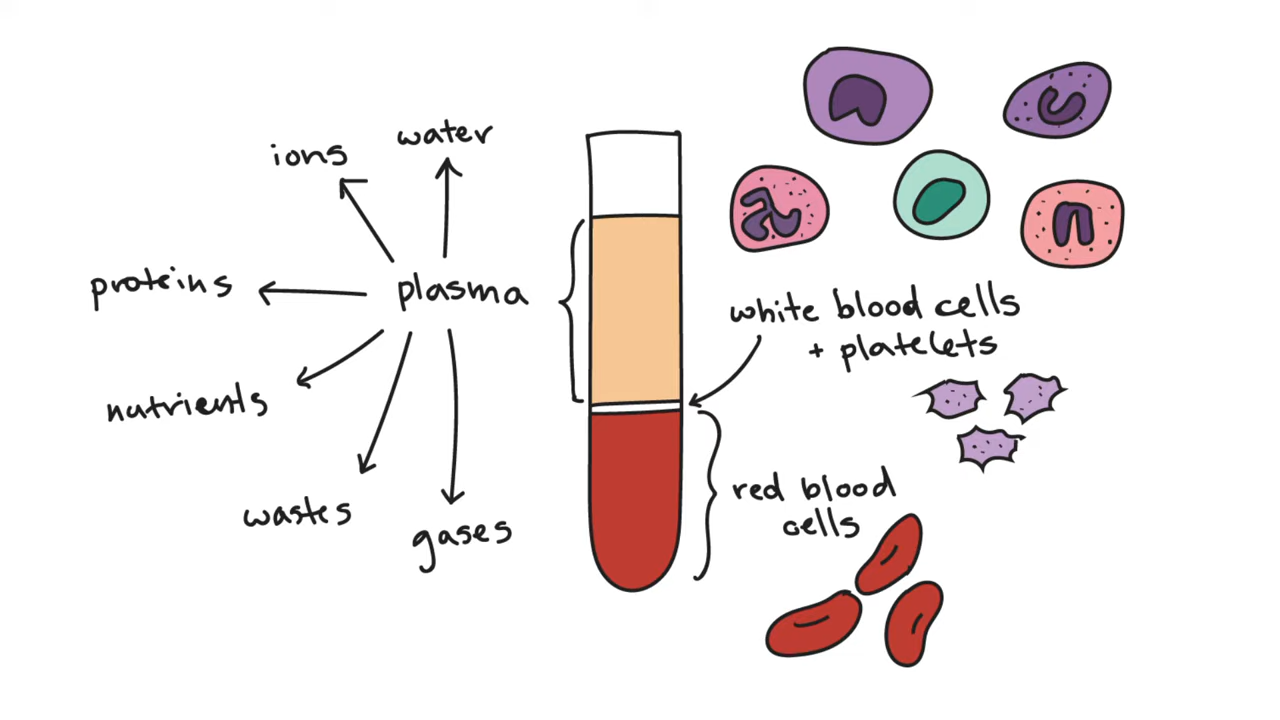 water
ions
proteins
plasma
nutrients
wastes
gases
white blood cells
+ platelets
red blood
cells